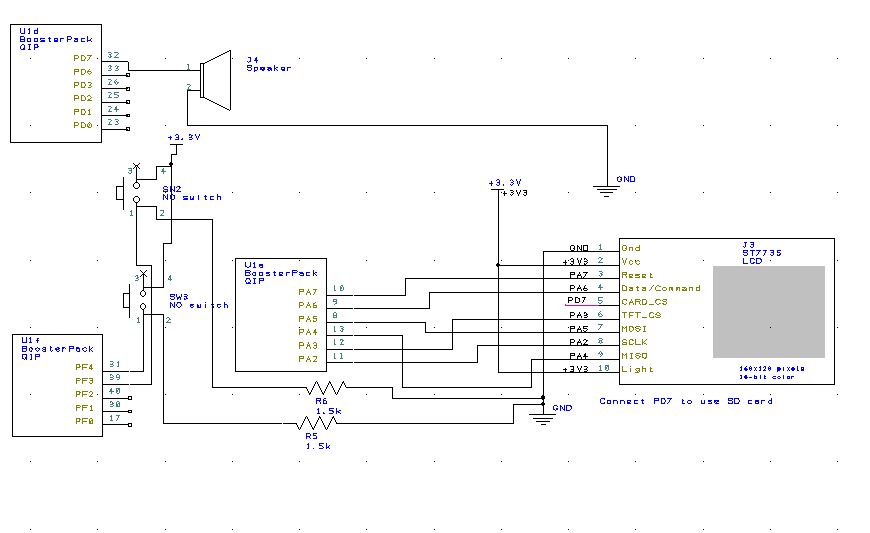 U1d
BoosterPack
QIP
PD7 32
PD6 33
PD3 26
PD2 25
PD1 24
PD0 23
1
2
J4
Speaker
+3.3V
3
4
SW2
NO switch
1
2
GND
+3.3V
+3V3
3
4
SW3
NO switch
1
2
U1e
BoosterPack
QIP
PA7 10
PA6 9
PA5 8
PA4 13
PA3 12
PA2 11
J3
ST7735
LCD
GND 1 Gnd
+3V3 2 Vcc
PA7 3 Reset
PA6 4 Data/Command
PD7 5 CARD_CS
PA3 6 TFT_CS
PA5 7 MOSI
PA2 8 SCLK
PA4 9 MISO
+3V3 10 Light
160x128 pixels
16-bit color
U1f
BoosterPack
QIP
PF4 31
PF3 39
PF2 40
PF1 30
PF0 17
R6
1.5k
R5
1.5k
GND
Connect PD7 to use SD card